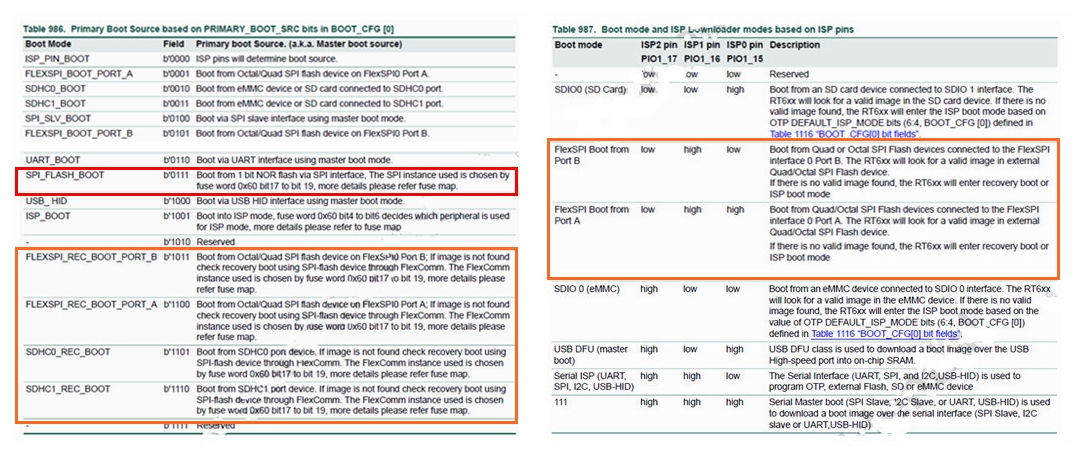 Table 986. Primary Boot Source based on PRIMARY_BOOT_SRC bits in BOOT_CFG [0]
Boot Mode Field Primary boot Source. (a.k.a. Master boot source)
ISP_PIN_BOOT b'0000 ISP pins will determine boot source.
FLEXSPI_BOOT_PORT_A b'0001 Boot from Octal/Quad SPI flash device on FlexSPI0 Port A.
SDHC0_BOOT b'0010 Boot from eMMC device or SD card connected to SDHC0 port.
SDHC1_BOOT b'0011 Boot from eMMC device or SD card connected to SDHC1 port.
SPI_SLV_BOOT b'0100 Boot via SPI slave interface using master boot mode.
FLEXSPI_BOOT_PORT_B b'0101 Boot from Octal/Quad SPI flash device on FlexSPI0 Port B.
UART_BOOT b'0110 Boot via UART interface using master boot mode.
SPI_FLASH_BOOT b'0111 Boot from 1 bit NOR flash via SPI interface, The SPI instance used is chosen by
fuse word 0x60 bit17 to bit 19, more details please refer fuse map.
USB_ HID b'1000 Boot via USB HID interface using master boot mode.
ISP_BOOT b'1001 Boot into ISP mode, fuse word 0x60 bit4 to bit6 decides which peripheral is used
for ISP mode, more details please refer to fuse map
- b'1010 Reserved
FLEXSPI_REC_BOOT_PORT_B b'1011 Boot from Octal/Quad SPI flash device on FlexSPI0 Port B; If image is not found
check recovery boot using SPI-flash device through FlexComm. The FlexComm
instance used is chosen by fuse word 0x60 bit17 to bit 19, more details please
refer fuse map.
FLEXSPI_REC_BOOT_PORT_A b'1100 Boot from Octal/Quad SPI flash device on FlexSPI0 Port A; If image is not found
check recovery boot using SPI-flash device through FlexComm. The FlexComm
instance used is chosen by fuse word 0x60 bit17 to bit 19, more details please
refer fuse map.
SDHC0_REC_BOOT b'1101 Boot from SDHC0 port device. If image is not found check recovery boot using
SPI-flash device through FlexComm. The FlexComm instance used is chosen
by fuse word 0x60 bit17 to bit 19, more details please refer fuse map.
SDHC1_REC_BOOT b'1110 Boot from SDHC1 port device. If image is not found check recovery boot using
SPI-flash device through FlexComm. The FlexComm instance used is chosen
by fuse word 0x60 bit17 to bit 19, more details please refer fuse map.
- b'1111 Reserved
Table 987. Boot mode and ISP Downloader modes based on ISP pins
Boot mode ISP2 pin ISP1 pin ISP0 pin Description
PIO1_17 PIO1_16 PIO1_15
- low low low Reserved
SDIO0 (SD Card) low low high Boot from an SD card device connected to SDIO 1 interface. The
RT6xx will look for a valid image in the SD card device. If there is no
valid image found, the RT6xx will enter the ISP boot mode based on
OTP DEFAULT_ISP_MODE bits (6:4, BOOT_CFG [0]) defined in
Table 1116 "BOOT_CFG[0] bit fields".
FlexSPI Boot from low high low Boot from Quad or Octal SPI Flash devices connected to the FlexSPI
Port B interface 0 Port B. The RT6xx will look for a valid image in external
Quad/Octal SPI Flash device.
If there is no valid image found, the RT6xx will enter recovery boot or
ISP boot mode
FlexSPI Boot from low high high Boot from Quad/Octal SPI Flash devices connected to the FlexSPI
Port A interface 0 Port A. The RT6xx will look for a valid image in external
Quad/Octal SPI Flash device.
If there is no valid image found, the RT6xx will enter recovery boot or
ISP boot mode
SDIO 0 (eMMC) high low low Boot from an eMMC device connected to SDIO 0 interface. The RT6xx
will look for a valid image in the eMMC device. If there is no valid
image found, the RT6xx will enter the ISP boot mode based on the
value of OTP DEFAULT_ISP_MODE bits (6:4, BOOT_CFG [0])
defined in Table 1116 "BOOT_CFG[0] bit fields".
USB DFU (master high low high USB DFU class is used to download a boot image over the USB
boot) High-speed port into on-chip SRAM.
Serial ISP (UART, high high low The Serial Interface (UART, SPI, and I2C,USB-HID) is used to
SPI, I2C, USB-HID) program OTP, external Flash, SD or eMMC device
111 high high high Serial Master boot (SPI Slave, I2C Slave, or UART, USB-HID) is used
to download a boot image over the serial interface (SPI Slave, I2C
slave or UART,USB-HID)